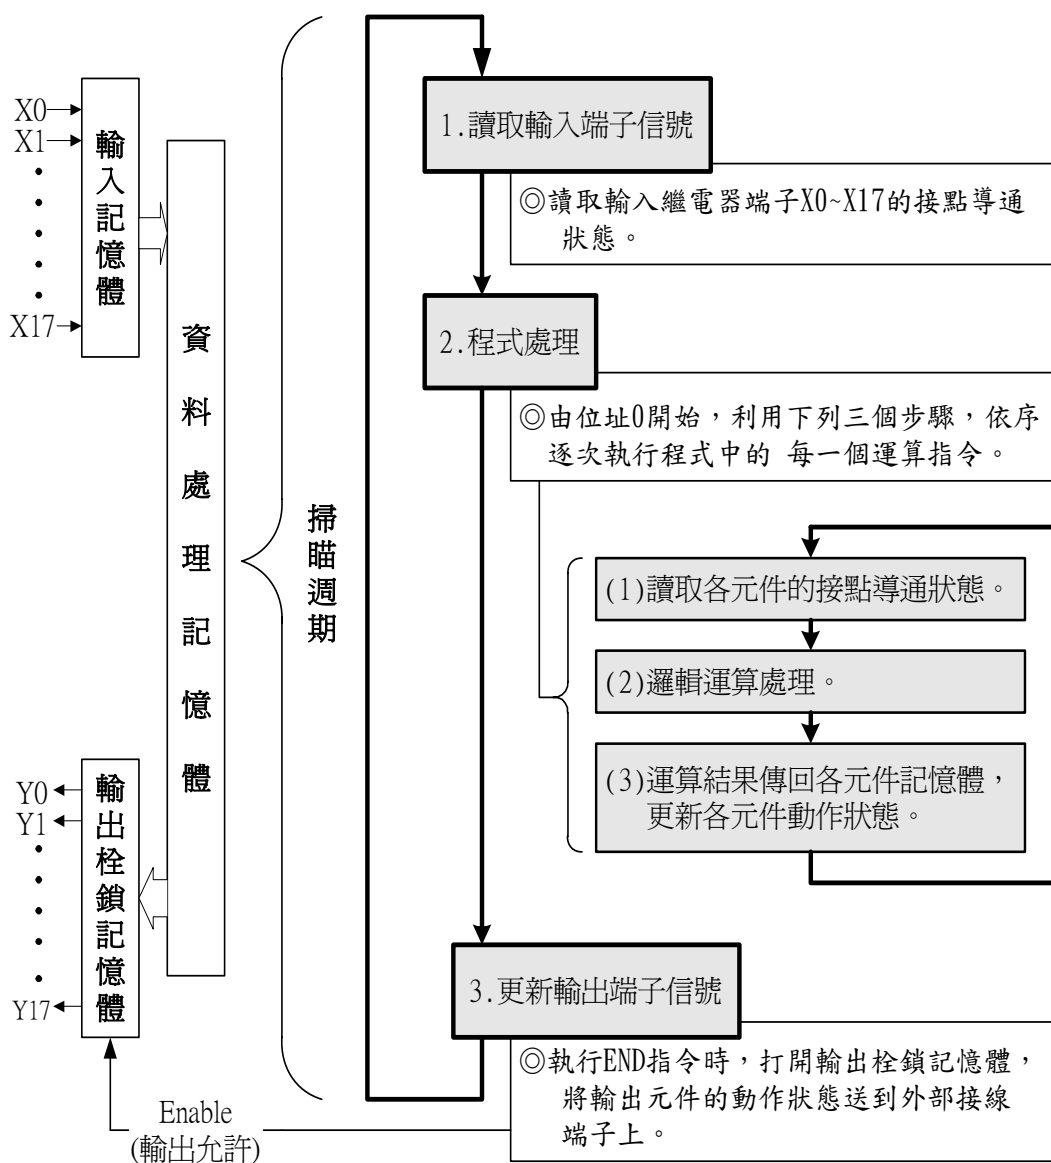 X0
X1
X17
輸入記憶體
資料處理記憶體
Y0
Y1
Y17
輸出栓鎖記憶體
Enable
(輸出允許)
掃瞄週期
1.讀取輸入端子信號
◎讀取輸入繼電器端子X0~X17的接點導通
狀態。
2.程式處理
◎由位址0開始，利用下列三個步驟，依序
逐次執行程式中的 每一個運算指令。
(1)讀取各元件的接點導通狀態。
(2)邏輯運算處理。
(3)運算結果傳回各元件記憶體，
更新各元件動作狀態。
3.更新輸出端子信號
◎執行END指令時，打開輸出栓鎖記憶體，
將輸出元件的動作狀態送到外部接線
端子上。